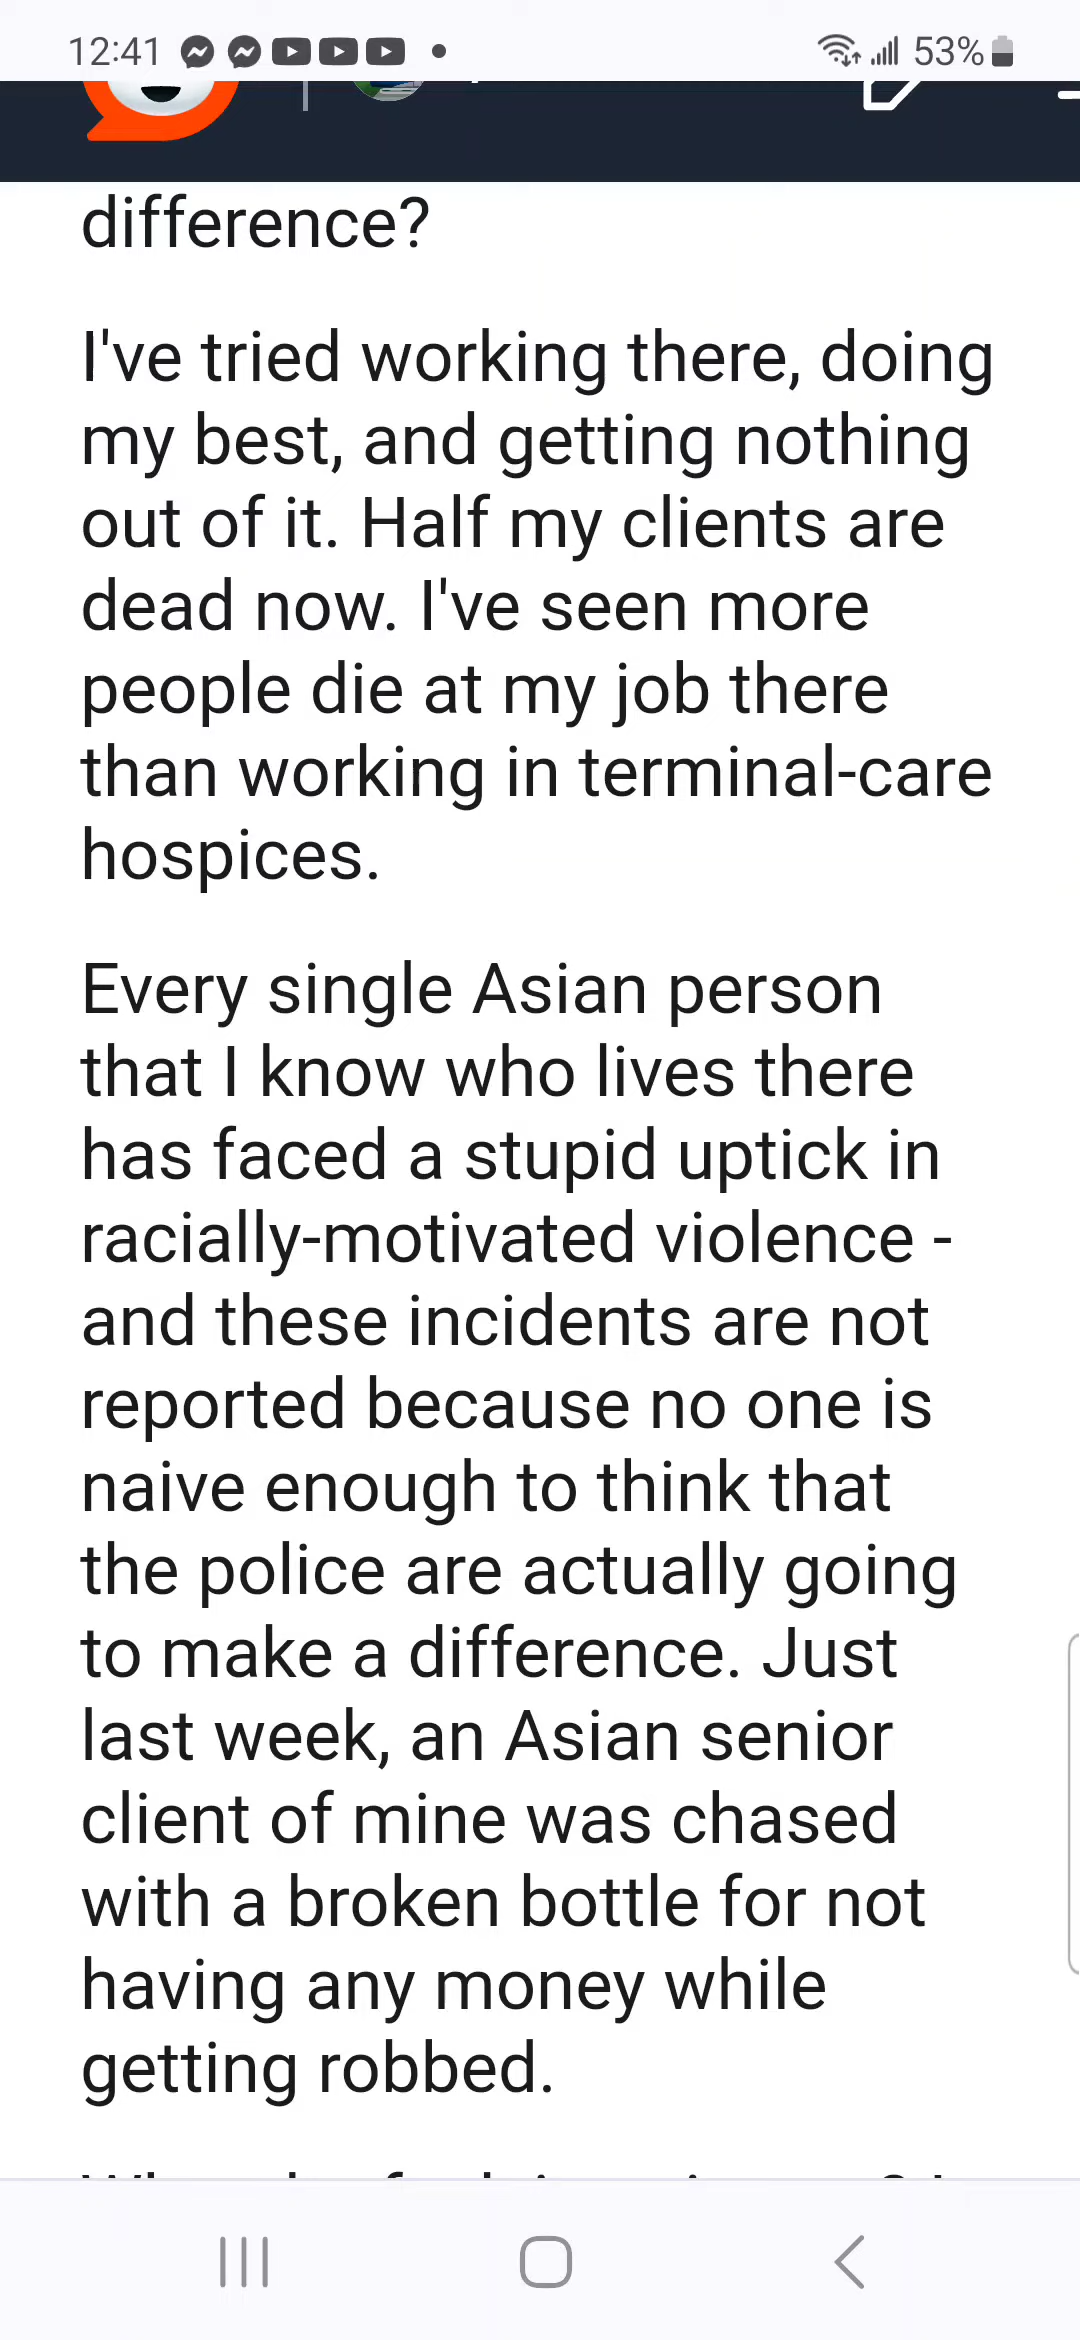 12:41
53%
difference?
I've tried working there, doing
my best, and getting nothing
out of it. Half my clients are
dead now. I've seen more
people die at my job there
than working in terminal-care
hospices.
Every single Asian person
that I know who lives there
has faced a stupid uptick in
racially-motivated violence -
and these incidents are not
reported because no one is
naive enough to think that
the police are actually going
to make a difference. Just
last week, an Asian senior
client of mine was chased
with a broken bottle for not
having any money while
getting robbed.